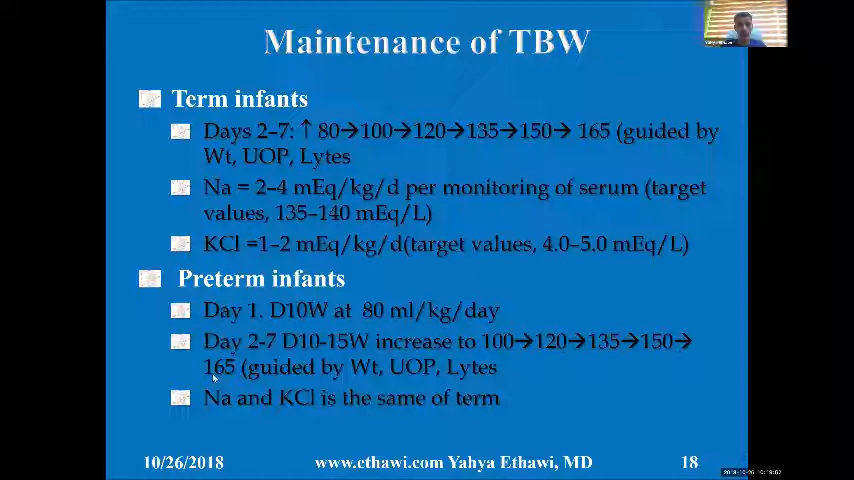 Maintenance of TBW
Term infants
Days 2–7: ↑ 80→100→120→135→150→ 165 (guided by
Wt, UOP, Lytes
Na = 2–4 mEq/kg/d per monitoring of serum (target
values, 135–140 mEq/L)
KCl =1–2 mEq/kg/d(target values, 4.0–5.0 mEq/L)
Preterm infants
Day 1. D10W at 80 ml/kg/day
Day 2-7 D10-15W increase to 100→120→135→150→
165 (guided by Wt, UOP, Lytes
Na and KCl is the same of term
10/26/2018
www.ethawi.com Yahya Ethawi, MD
18
Yahya Ethawi